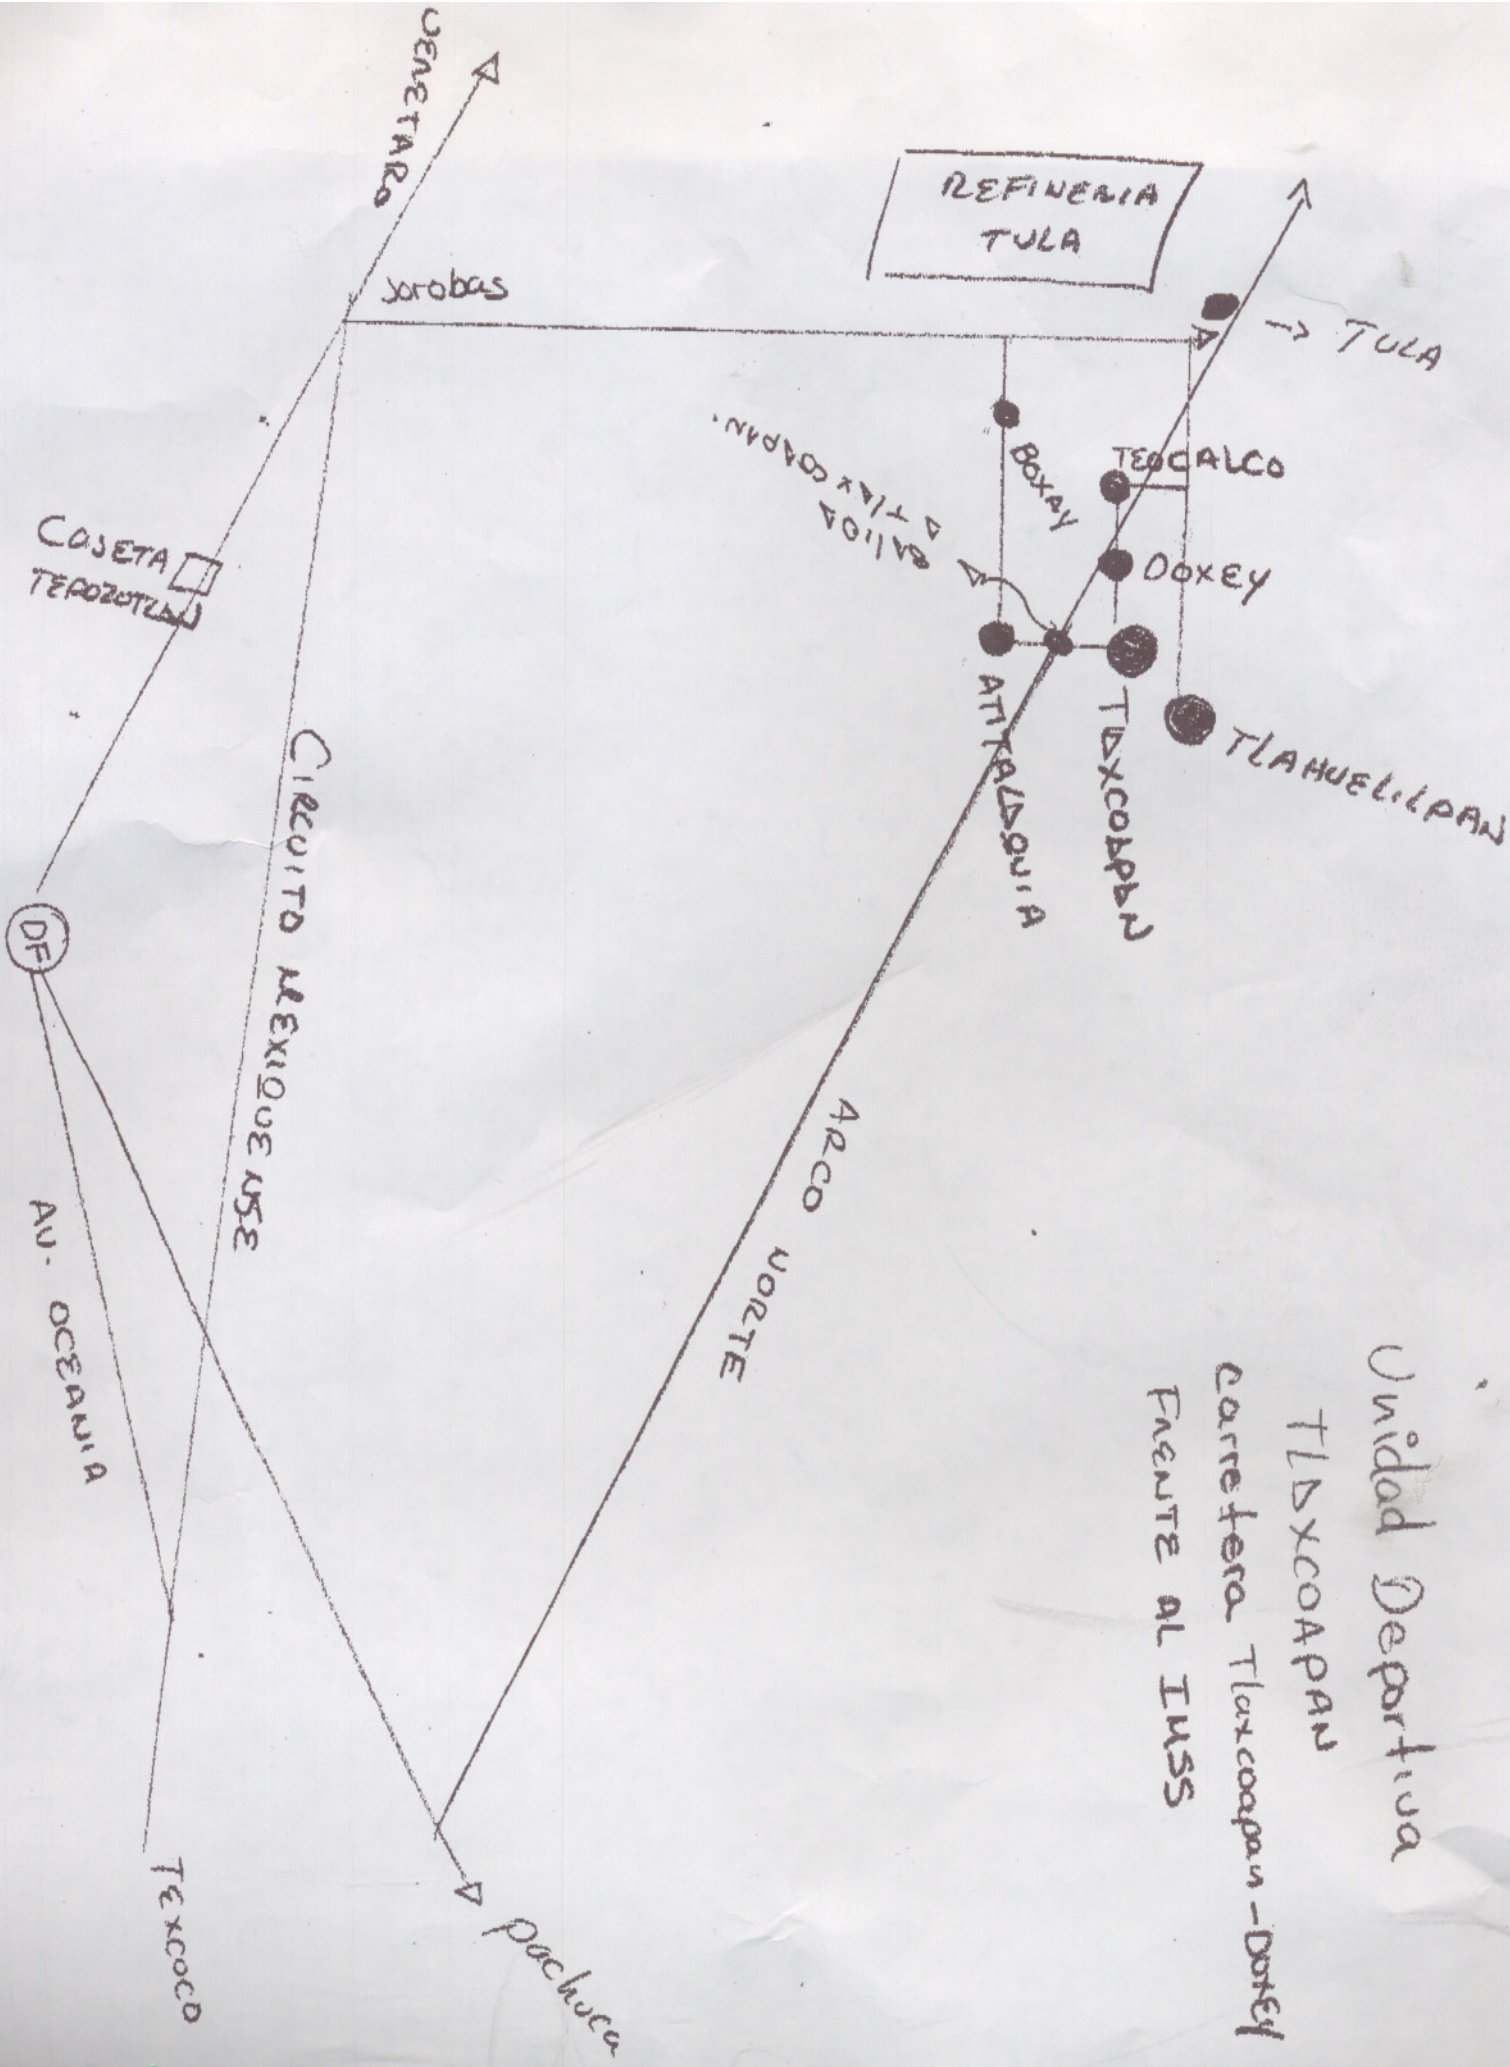 Unidad Deportiva
TLAXCOAPAN
Carretera Tlaxcoapan-DOXEY
FRENTE AL IMSS
REFINERIA
TULA
→ TULA
UERETARO
Jorobas
TEOCALCO
BOXAY
DOXEY
SALIDA
A TlAxCOAPAN.
ATITALAQUIA
TLAXCOAPAN
TLAHUELILPAN
CASETA
TEPOZOTLAN
CIRCUITO MEXIQUENSE
DF
ARCO NORTE
AV. OCEANIA
TEXCOCO
pachuca